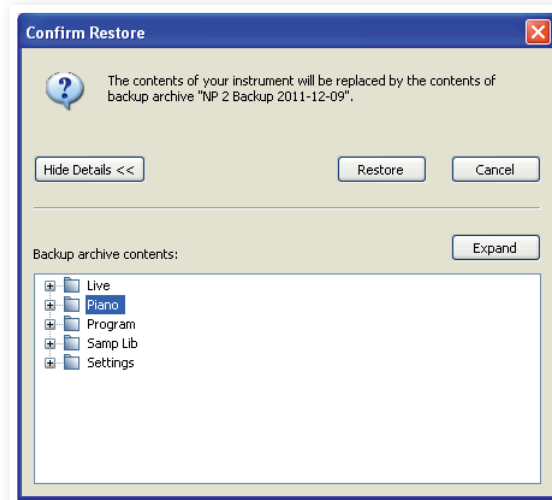 Confirm Restore
The contents of your instrument will be replaced by the contents of
backup archive "NP 2 Backup 2011-12-09".
Hide Details <<
Restore
Cancel
Expand
Backup archive contents:
Live
Piano
Program
Samp Lib
Settings